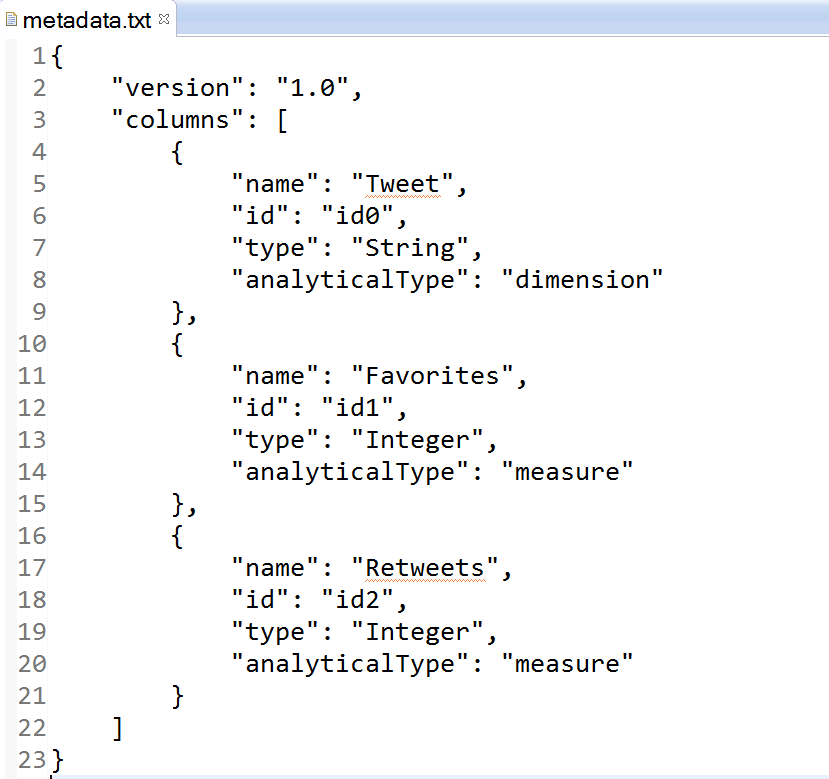 metadata.txt
1 {
2     "version": "1.0",
3     "columns": [
4         {
5             "name": "Tweet",
6             "id": "id0",
7             "type": "String",
8             "analyticalType": "dimension"
9         },
10         {
11             "name": "Favorites",
12             "id": "id1",
13             "type": "Integer",
14             "analyticalType": "measure"
15         },
16         {
17             "name": "Retweets",
18             "id": "id2",
19             "type": "Integer",
20             "analyticalType": "measure"
21         }
22     ]
23 }